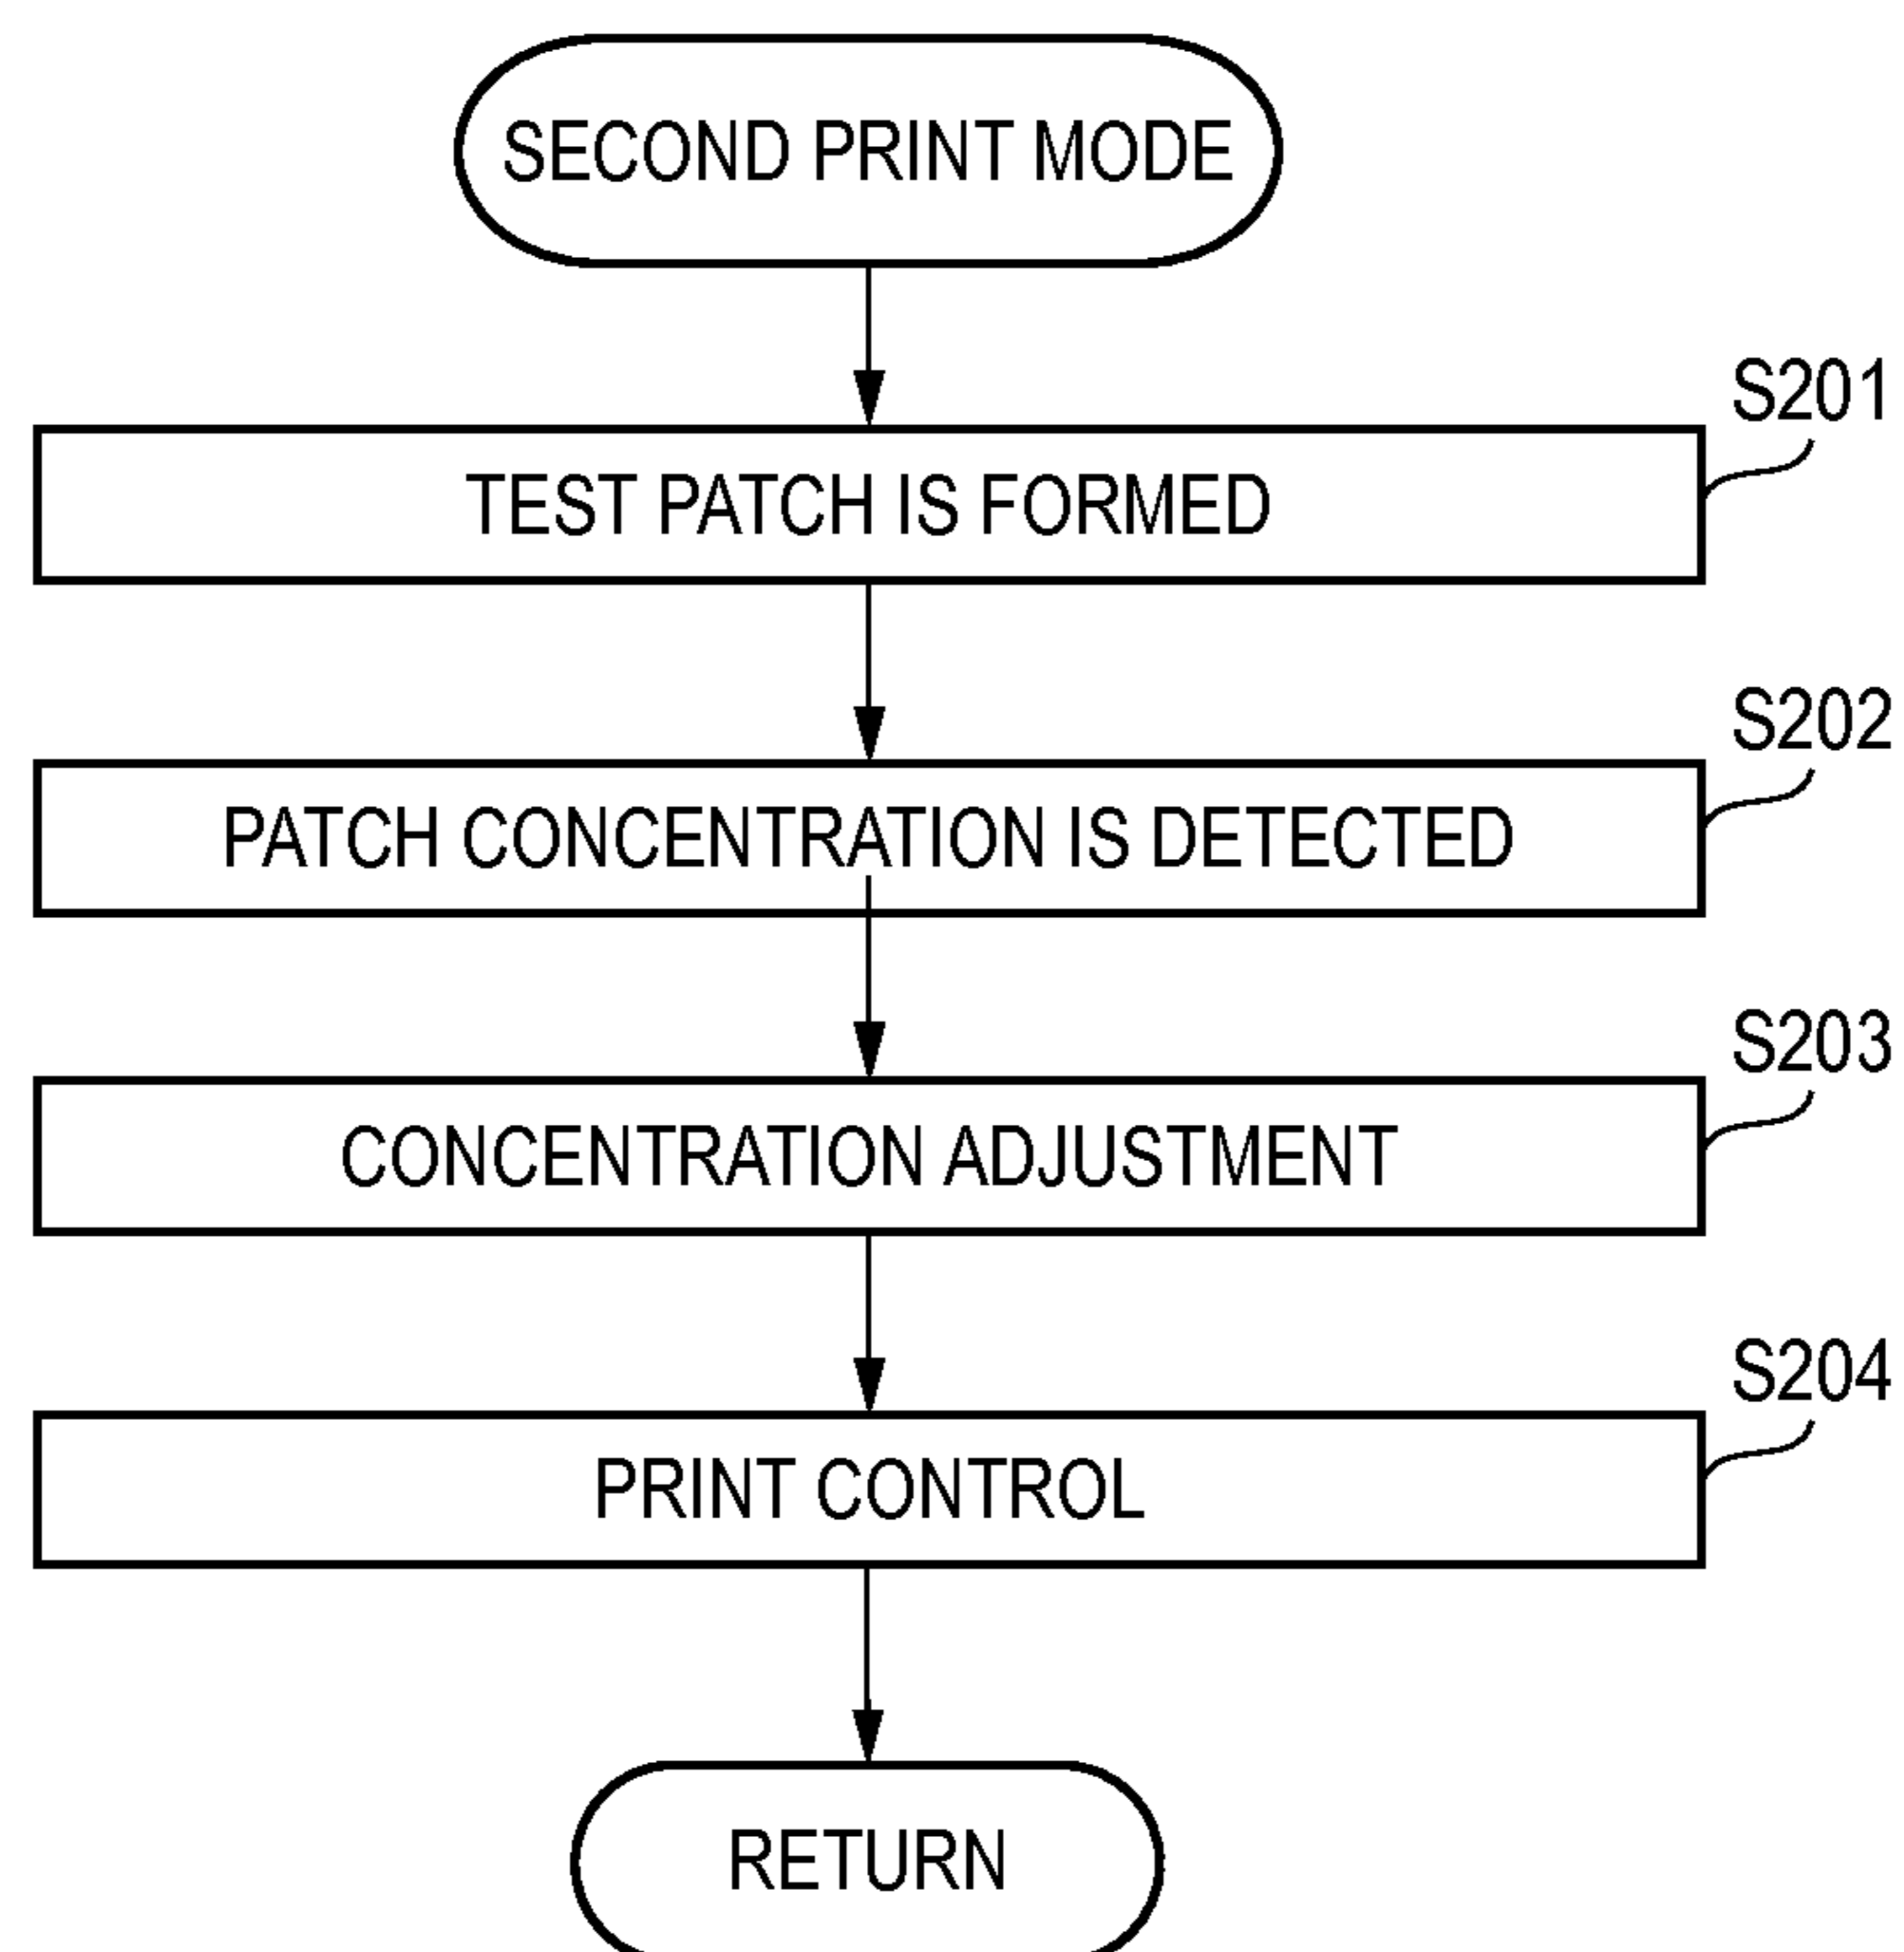 SECOND PRINT MODE
S201
TEST PATCH IS FORMED
S202
PATCH CONCENTRATION IS DETECTED
S203
CONCENTRATION ADJUSTMENT
S204
PRINT CONTROL
RETURN